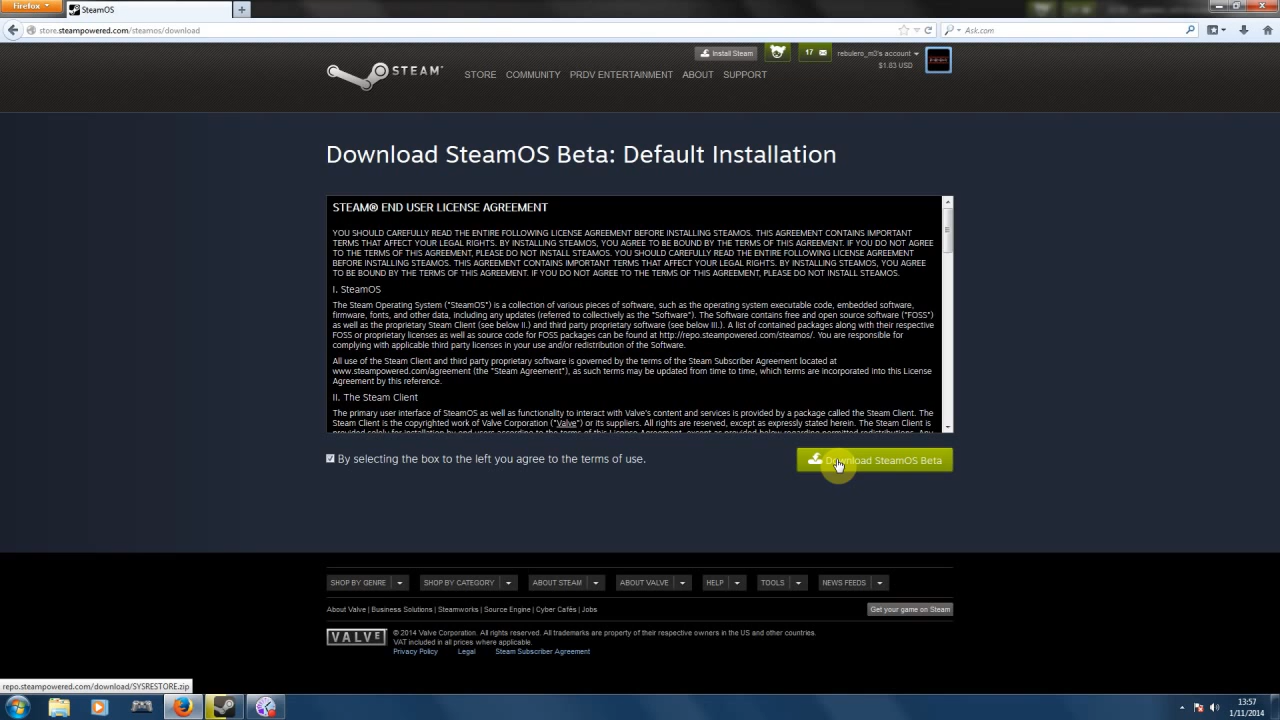 Firefox
SteamOS
store.steampowered.com/steamos/download
Ask.com
Install Steam
17
rebulero_m3's account
$1.83 USD
STEAM
STORE
COMMUNITY
PRDV ENTERTAINMENT
ABOUT
SUPPORT
Download SteamOS Beta: Default Installation
STEAM® END USER LICENSE AGREEMENT
YOU SHOULD CAREFULLY READ THE ENTIRE FOLLOWING LICENSE AGREEMENT BEFORE INSTALLING STEAMOS. THIS AGREEMENT CONTAINS IMPORTANT
TERMS THAT AFFECT YOUR LEGAL RIGHTS. BY INSTALLING STEAMOS, YOU AGREE TO BE BOUND BY THE TERMS OF THIS AGREEMENT. IF YOU DO NOT AGREE
TO THE TERMS OF THIS AGREEMENT, PLEASE DO NOT INSTALL STEAMOS. YOU SHOULD CAREFULLY READ THE ENTIRE FOLLOWING LICENSE AGREEMENT
BEFORE INSTALLING STEAMOS. THIS AGREEMENT CONTAINS IMPORTANT TERMS THAT AFFECT YOUR LEGAL RIGHTS. BY INSTALLING STEAMOS, YOU AGREE
TO BE BOUND BY THE TERMS OF THIS AGREEMENT. IF YOU DO NOT AGREE TO THE TERMS OF THIS AGREEMENT, PLEASE DO NOT INSTALL STEAMOS.
I. SteamOS
The Steam Operating System ("SteamOS") is a collection of various pieces of software, such as the operating system executable code, embedded software,
firmware, fonts, and other data, including any updates (referred to collectively as the "Software"). The Software contains free and open source software ("FOSS")
as well as the proprietary Steam Client (see below II.) and third party proprietary software (see below III.). A list of contained packages along with their respective
FOSS or proprietary licenses as well as source code for FOSS packages can be found at http://repo.steampowered.com/steamos/. You are responsible for
complying with applicable third party licenses in your use and/or redistribution of the Software.
All use of the Steam Client and third party proprietary software is governed by the terms of the Steam Subscriber Agreement located at
www.steampowered.com/agreement (the "Steam Agreement"), as such terms may be updated from time to time, which terms are incorporated into this License
Agreement by this reference.
II. The Steam Client
The primary user interface of SteamOS as well as functionality to interact with Valve's content and services is provided by a package called the Steam Client. The
Steam Client is the copyrighted work of Valve Corporation ("Valve") or its suppliers. All rights are reserved, except as expressly stated herein. The Steam Client is
provided solely for installation by end users according to the terms of this License Agreement, except as provided below regarding permitted redistributions. Any
By selecting the box to the left you agree to the terms of use.
Download SteamOS Beta
SHOP BY GENRE
SHOP BY CATEGORY
ABOUT STEAM
ABOUT VALVE
HELP
TOOLS
NEWS FEEDS
About Valve | Business Solutions | Steamworks | Source Engine | Cyber Cafés | Jobs
Get your game on Steam
VALVE
© 2014 Valve Corporation. All rights reserved. All trademarks are property of their respective owners in the US and other countries.
VAT included in all prices where applicable.
Privacy Policy
Legal
Steam Subscriber Agreement
repo.steampowered.com/download/SYSRESTORE.zip
13:57
1/11/2014